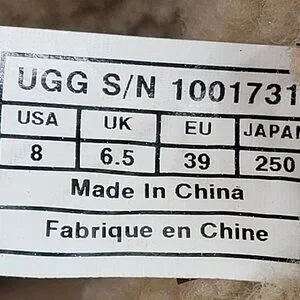 UGG S/N 1001731
USA UK EU JAPAN
8 6.5 39 250
Made In China
Fabrique en Chine